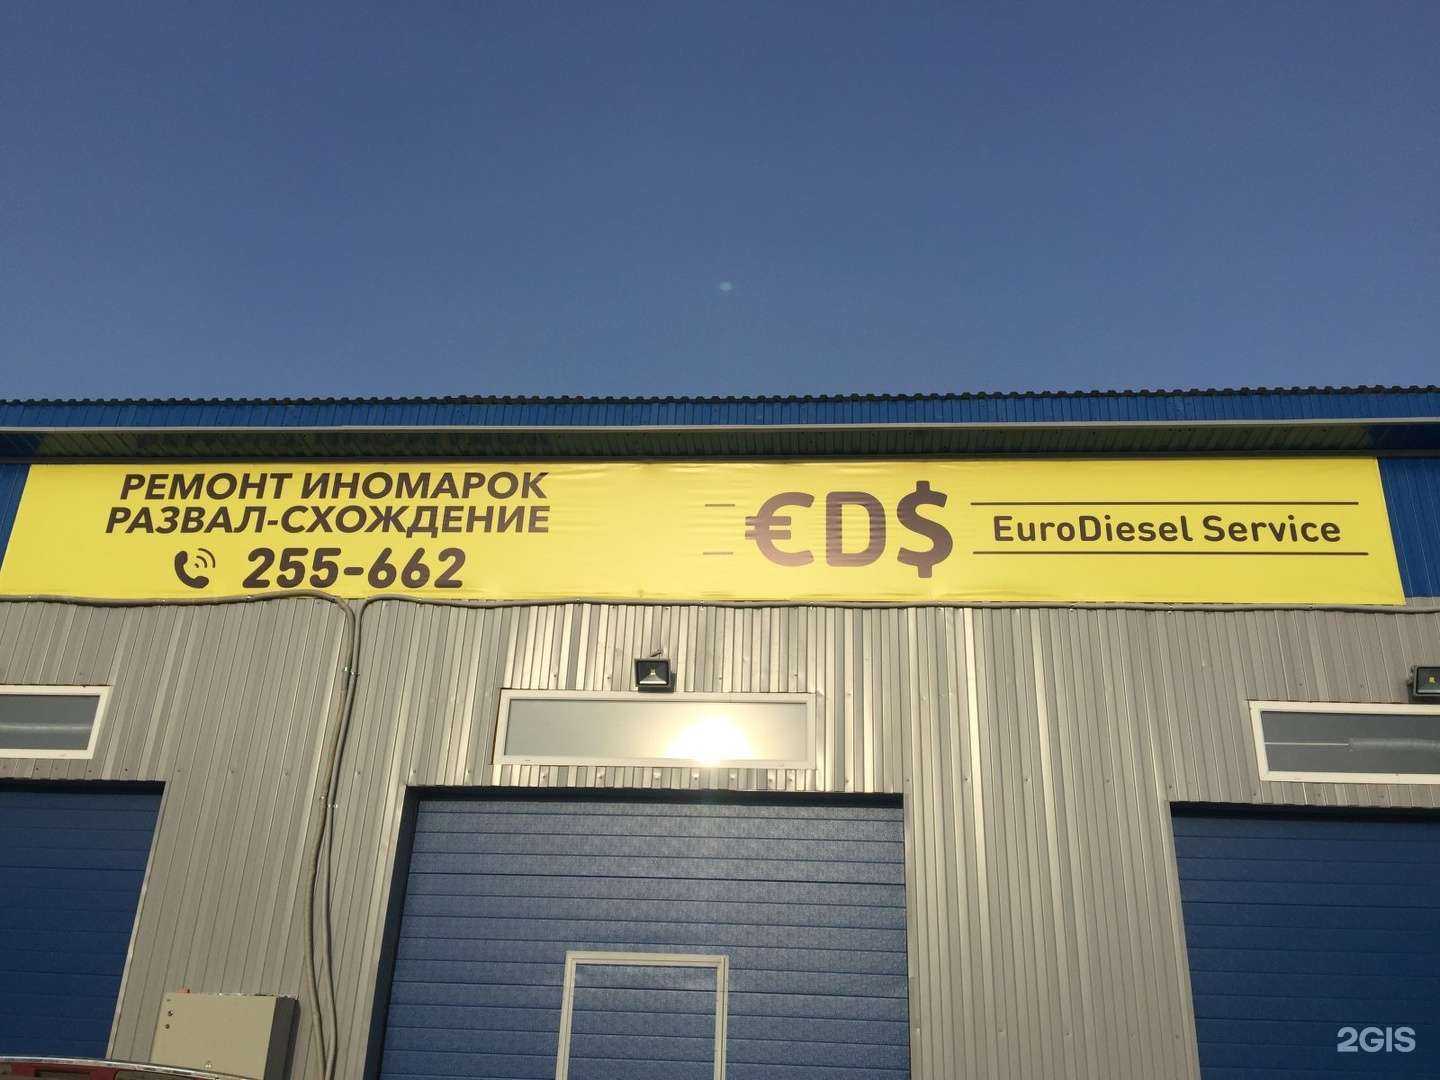 РЕМОНТ ИНОМАРОК
РАЗВАЛ-СХОЖДЕНИЕ
255-662
€D$
EuroDiesel Service
2GIS